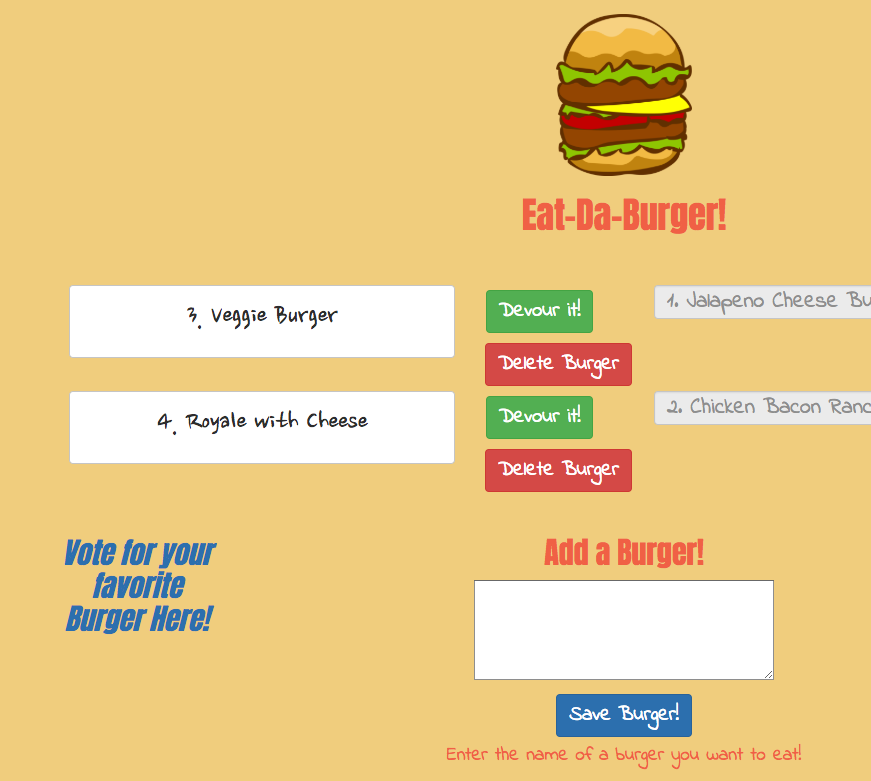 Eat-Da-Burger!
3. Veggie Burger
Devour it!
Delete Burger
1. Jalapeno Cheese Bu
4. Royale with Cheese
Devour it!
Delete Burger
2. Chicken Bacon Ranc
Vote for your
favorite
Burger Here!
Add a Burger!
Save Burger!
Enter the name of a burger you want to eat!